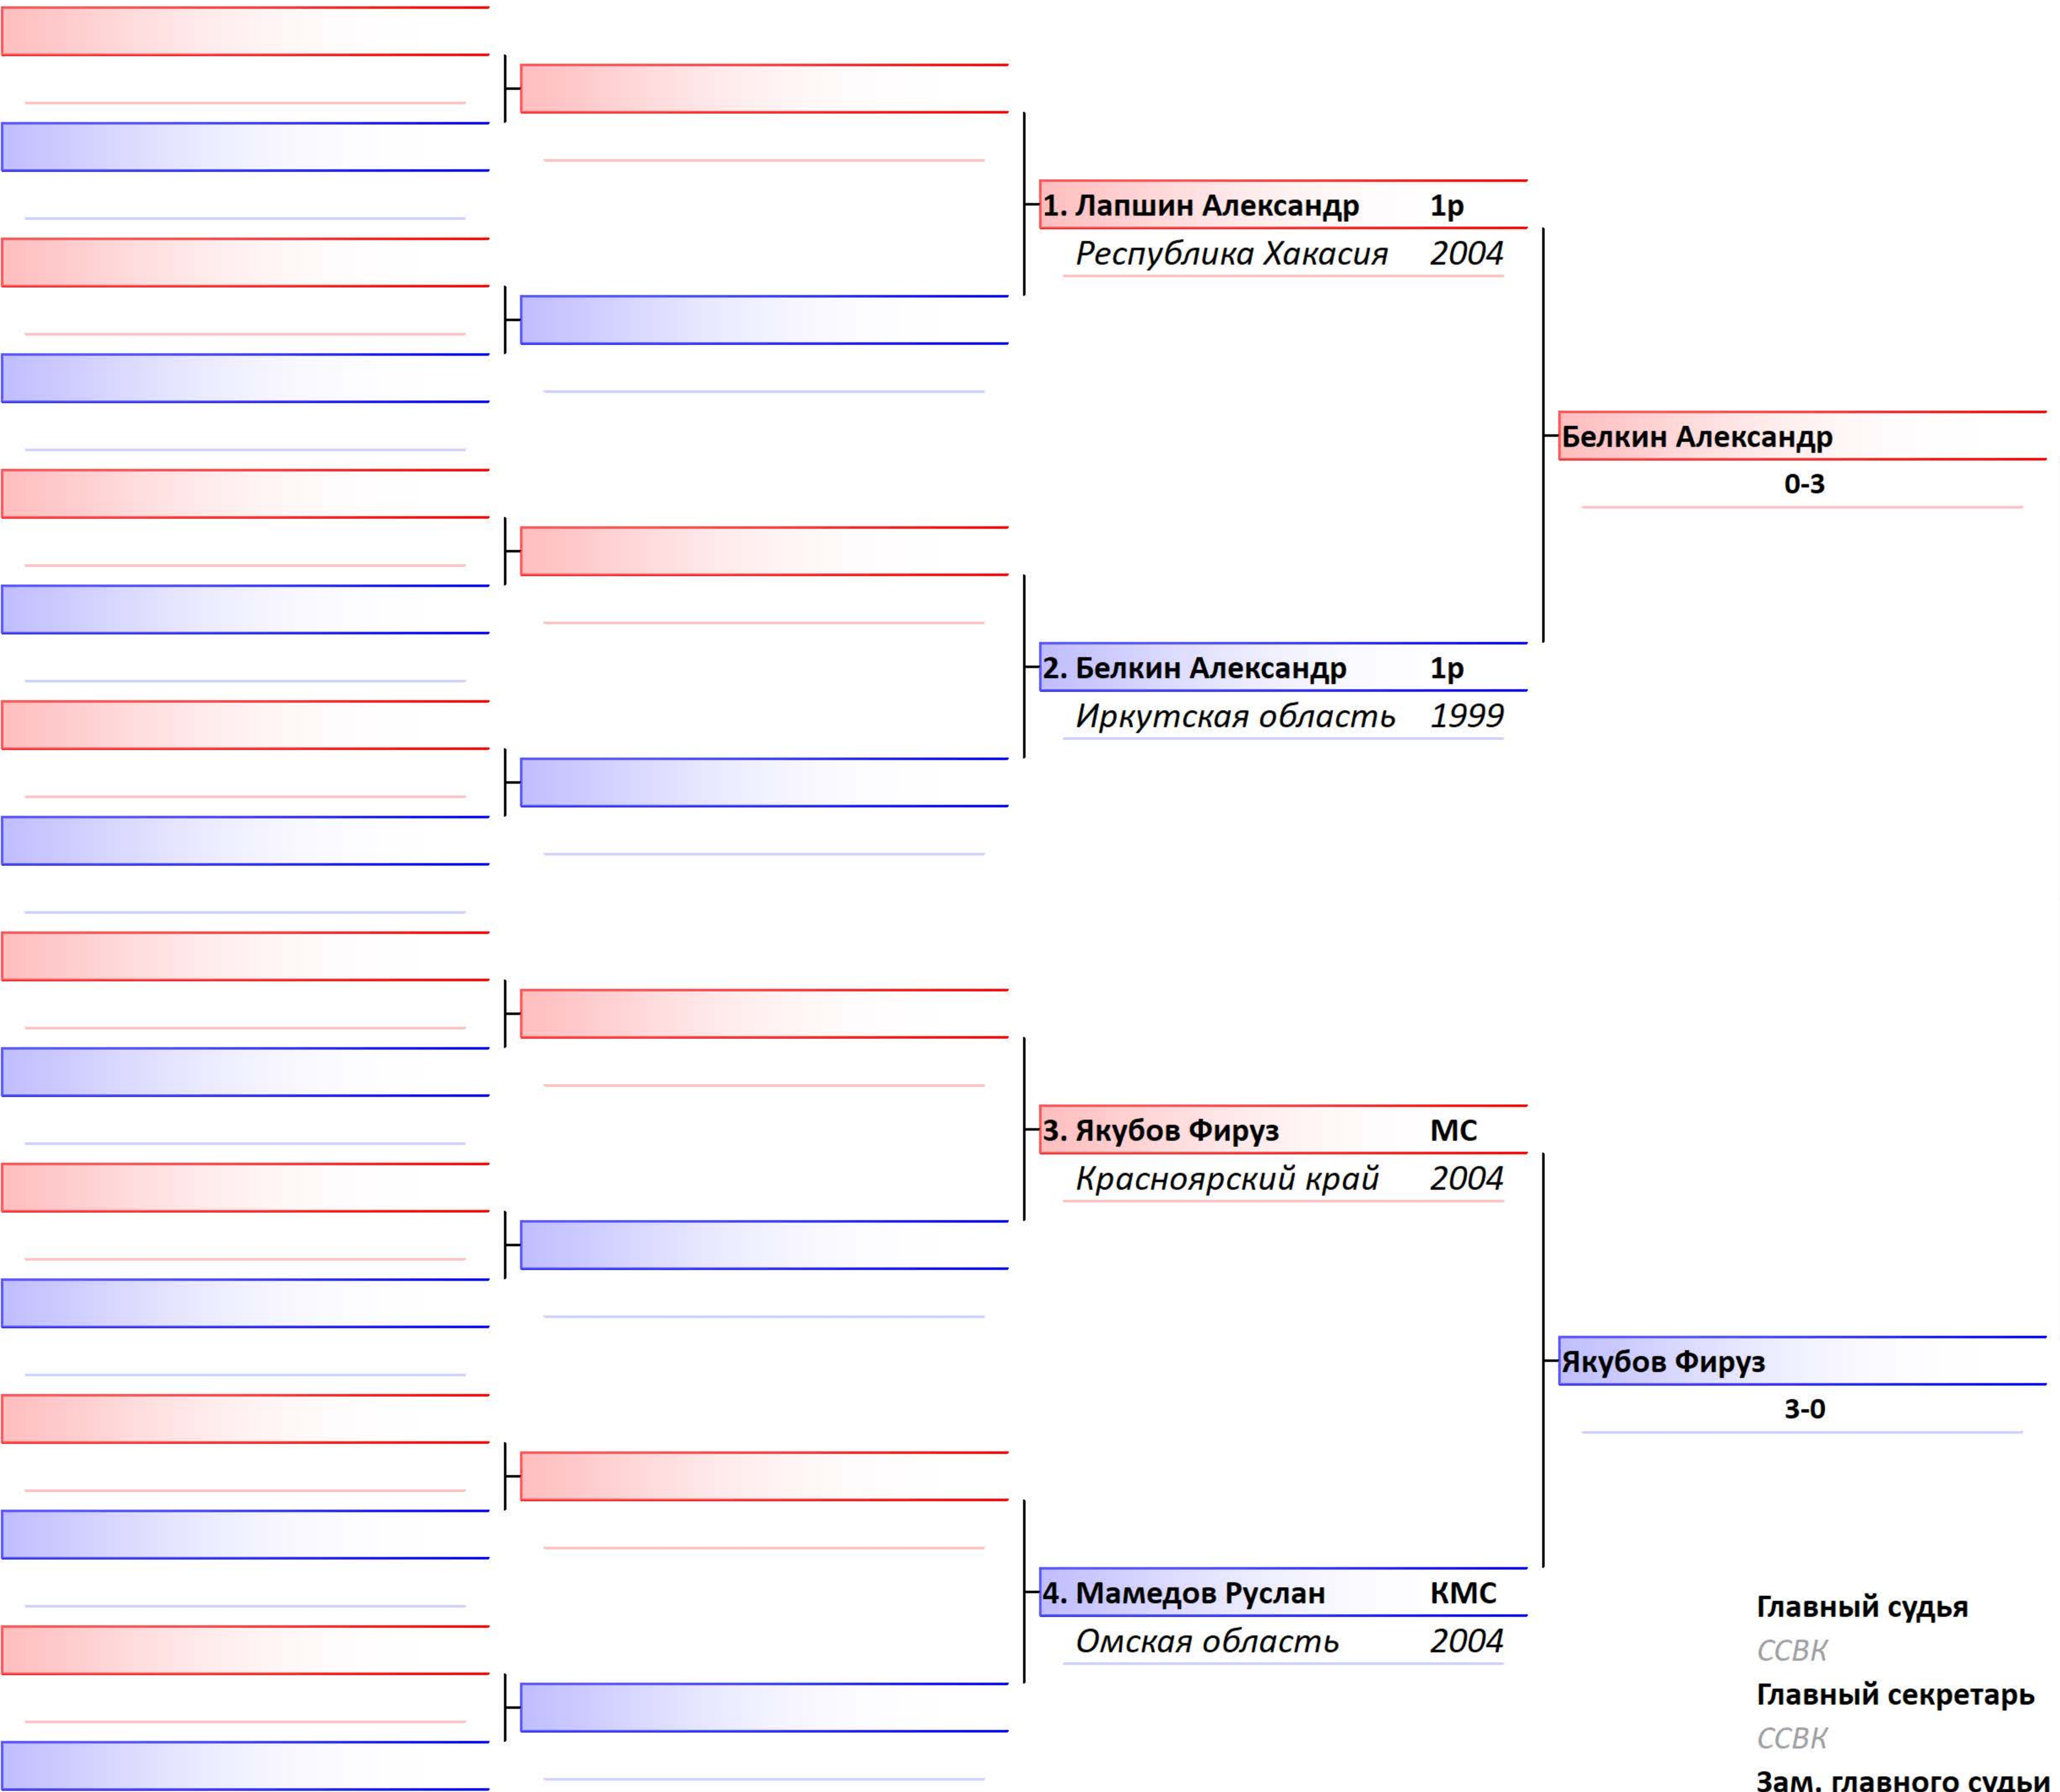 1. Лапшин Александр 1р
Республика Хакасия 2004
Белкин Александр
0-3
2. Белкин Александр 1р
Иркутская область 1999
3. Якубов Фируз МС
Красноярский край 2004
Якубов Фируз
3-0
4. Мамедов Руслан КМС
Омская область 2004
Главный судья
ССВК
Главный секретарь
ССВК
Зам. главного судьи